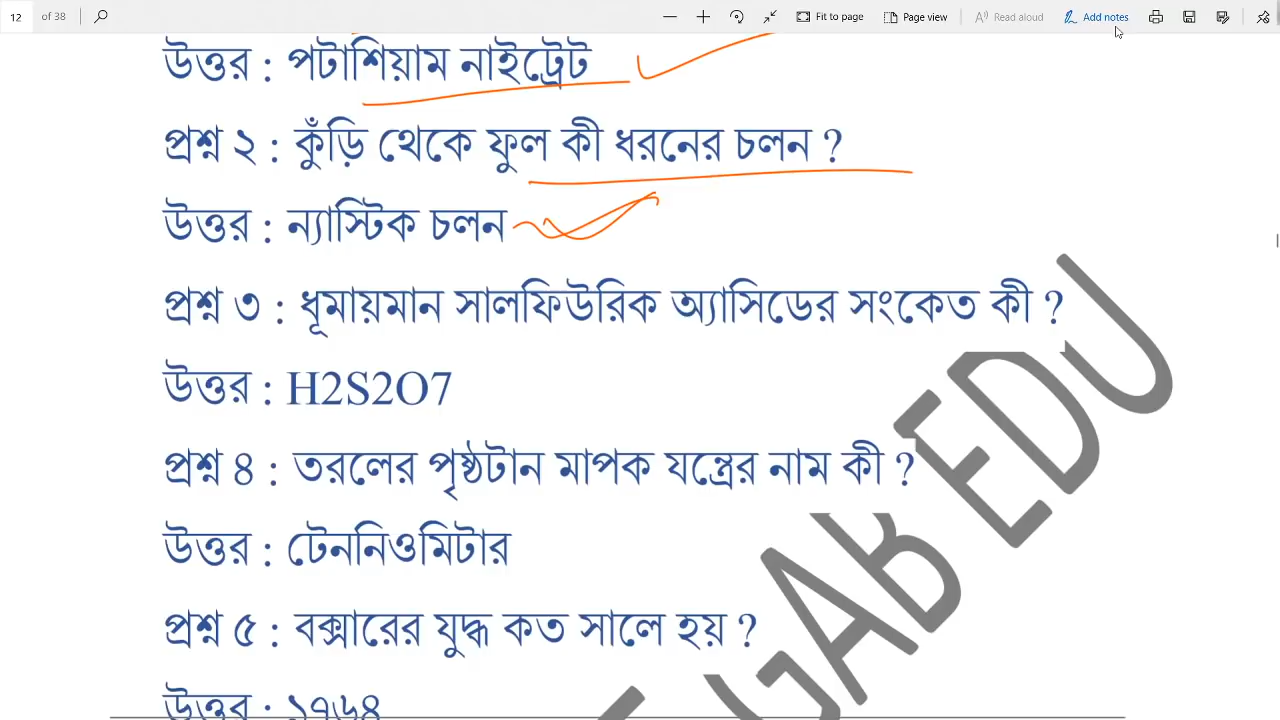 12 of 38 Fit to page Page view Read aloud Add notes
উত্তর : পটাশিয়াম নাইট্রেট
প্রশ্ন ২ : কুঁড়ি থেকে ফুল কী ধরনের চলন ?
উত্তর : ন্যাস্টিক চলন
প্রশ্ন ৩ : ধূমায়মান সালফিউরিক অ্যাসিডের সংকেত কী ?
উত্তর : H2S2O7
প্রশ্ন ৪ : তরলের পৃষ্ঠটান মাপক যন্ত্রের নাম কী ?
উত্তর : টেননিওমিটার
প্রশ্ন ৫ : বক্সারের যুদ্ধ কত সালে হয় ?
উত্তর : ১৭৬৪
GAB EDU